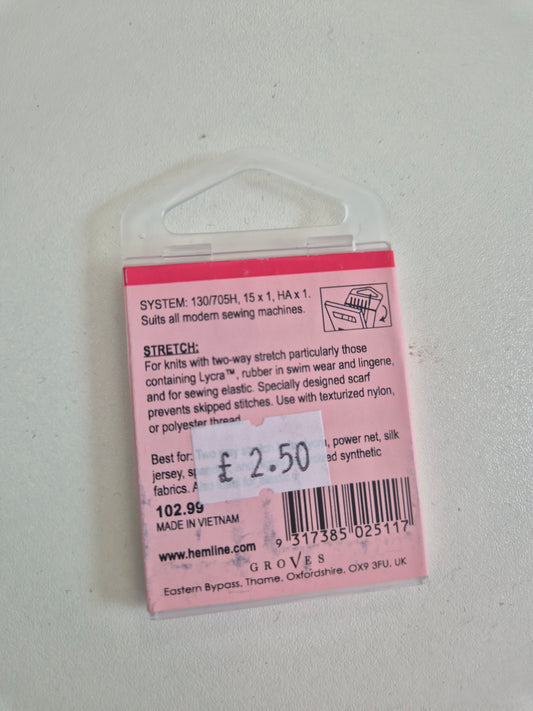 SYSTEM: 130/705H, 15 x 1, HA x 1.
Suits all modern sewing machines.
STRETCH:
For knits with two-way stretch particularly those
containing Lycra™, rubber in swim wear and lingerie,
and for sewing elastic. Specially designed scarf
prevents skipped stitches. Use with texturized nylon,
or polyester thread
Best for: power net, silk
jersey, synthetic
fabrics.
£ 2.50
102.99
MADE IN VIETNAM
www.hemline.com
9 317385 025117
GROVES
Eastern Bypass, Thame, Oxfordshire, OX9 3FU, UK